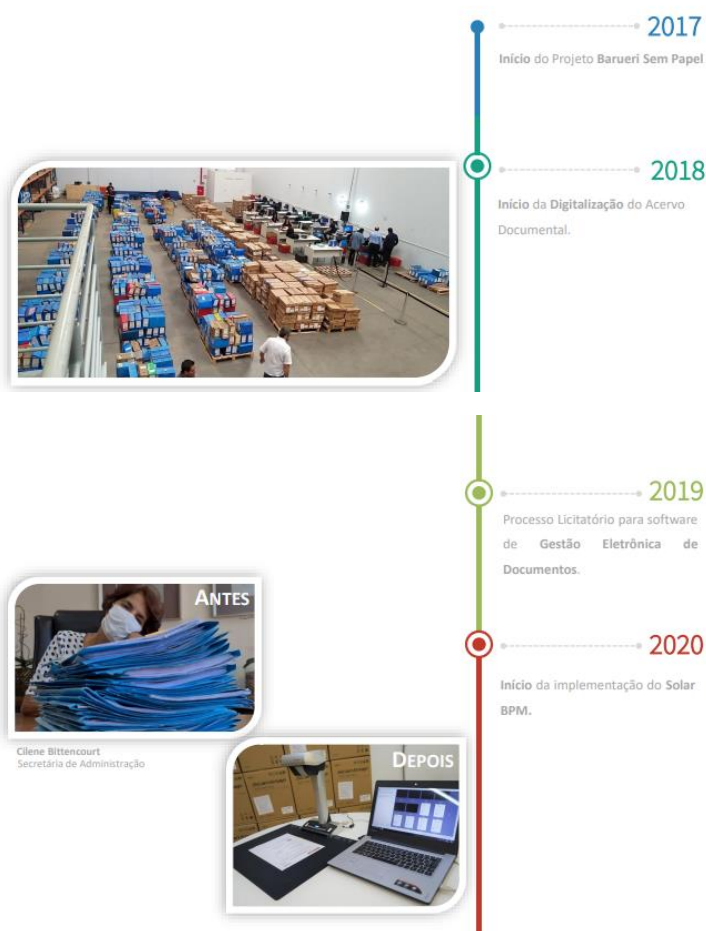 2017
Início do Projeto Barueri Sem Papel
2018
Início da Digitalização do Acervo
Documental.
2019
Processo Licitatório para software
de Gestão Eletrônica de
Documentos.
ANTES
2020
Início da implementação do Solar
BPM.
Cilene Bittencourt
Secretária de Administração
DEPOIS